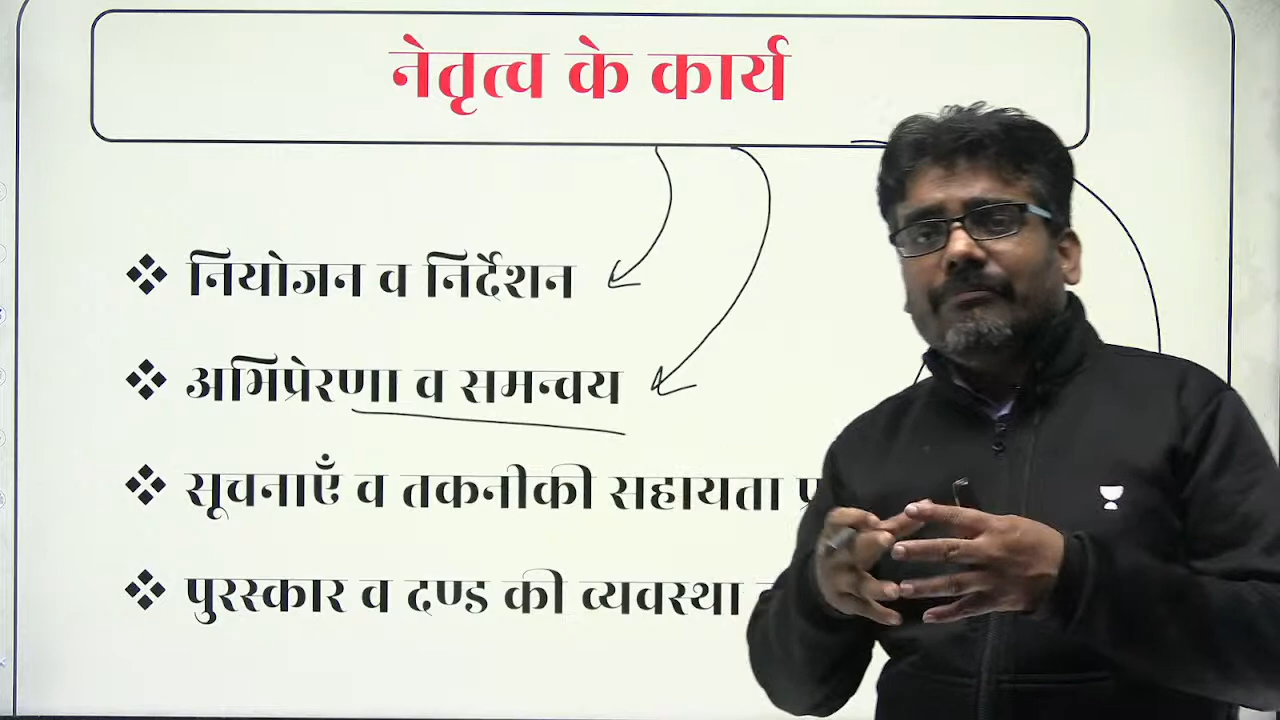 नेतृत्व के कार्य
❖ नियोजन व निर्देशन
❖ अभिप्रेरणा व समन्वय
❖ सूचनाएँ व तकनीकी सहायता
❖ पुरस्कार व दण्ड की व्यवस्था